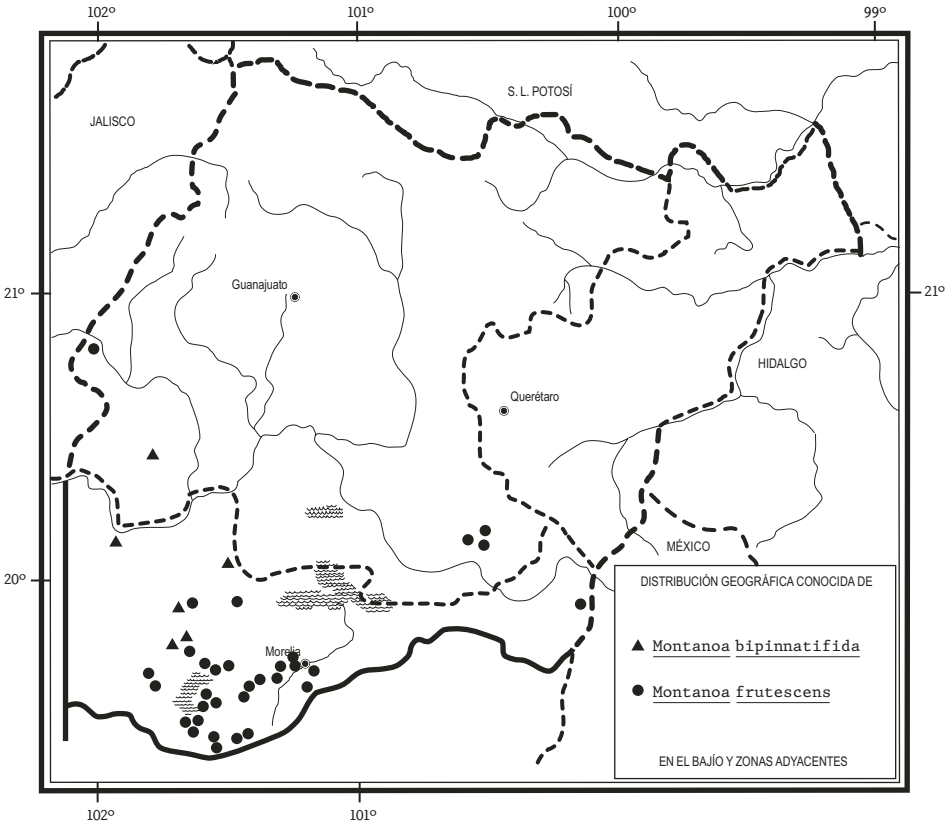 102º 101º 100º 99º
S. L. POTOSÍ
JALISCO
Guanajuato
21º 21º
HIDALGO
Querétaro
MÉXICO
20º
DISTRIBUCIÓN GEOGRÁFICA CONOCIDA DE
Montanoa bipinnatifida
Morelia
Montanoa frutescens
EN EL BAJÍO Y ZONAS ADYACENTES
102º 101º